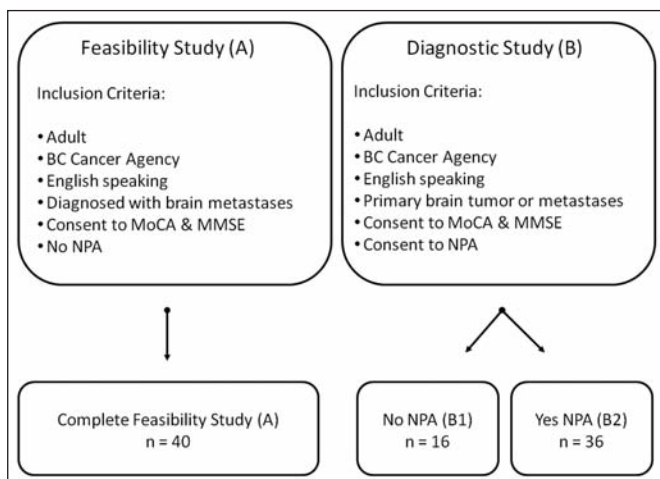 Feasibility Study (A)
Inclusion Criteria:
• Adult
• BC Cancer Agency
• English speaking
• Diagnosed with brain metastases
• Consent to MoCA & MMSE
• No NPA
Diagnostic Study (B)
Inclusion Criteria:
• Adult
• BC Cancer Agency
• English speaking
• Primary brain tumor or metastases
• Consent to MoCA & MMSE
• Consent to NPA
Complete Feasibility Study (A)
n = 40
No NPA (B1)
n = 16
Yes NPA (B2)
n = 36